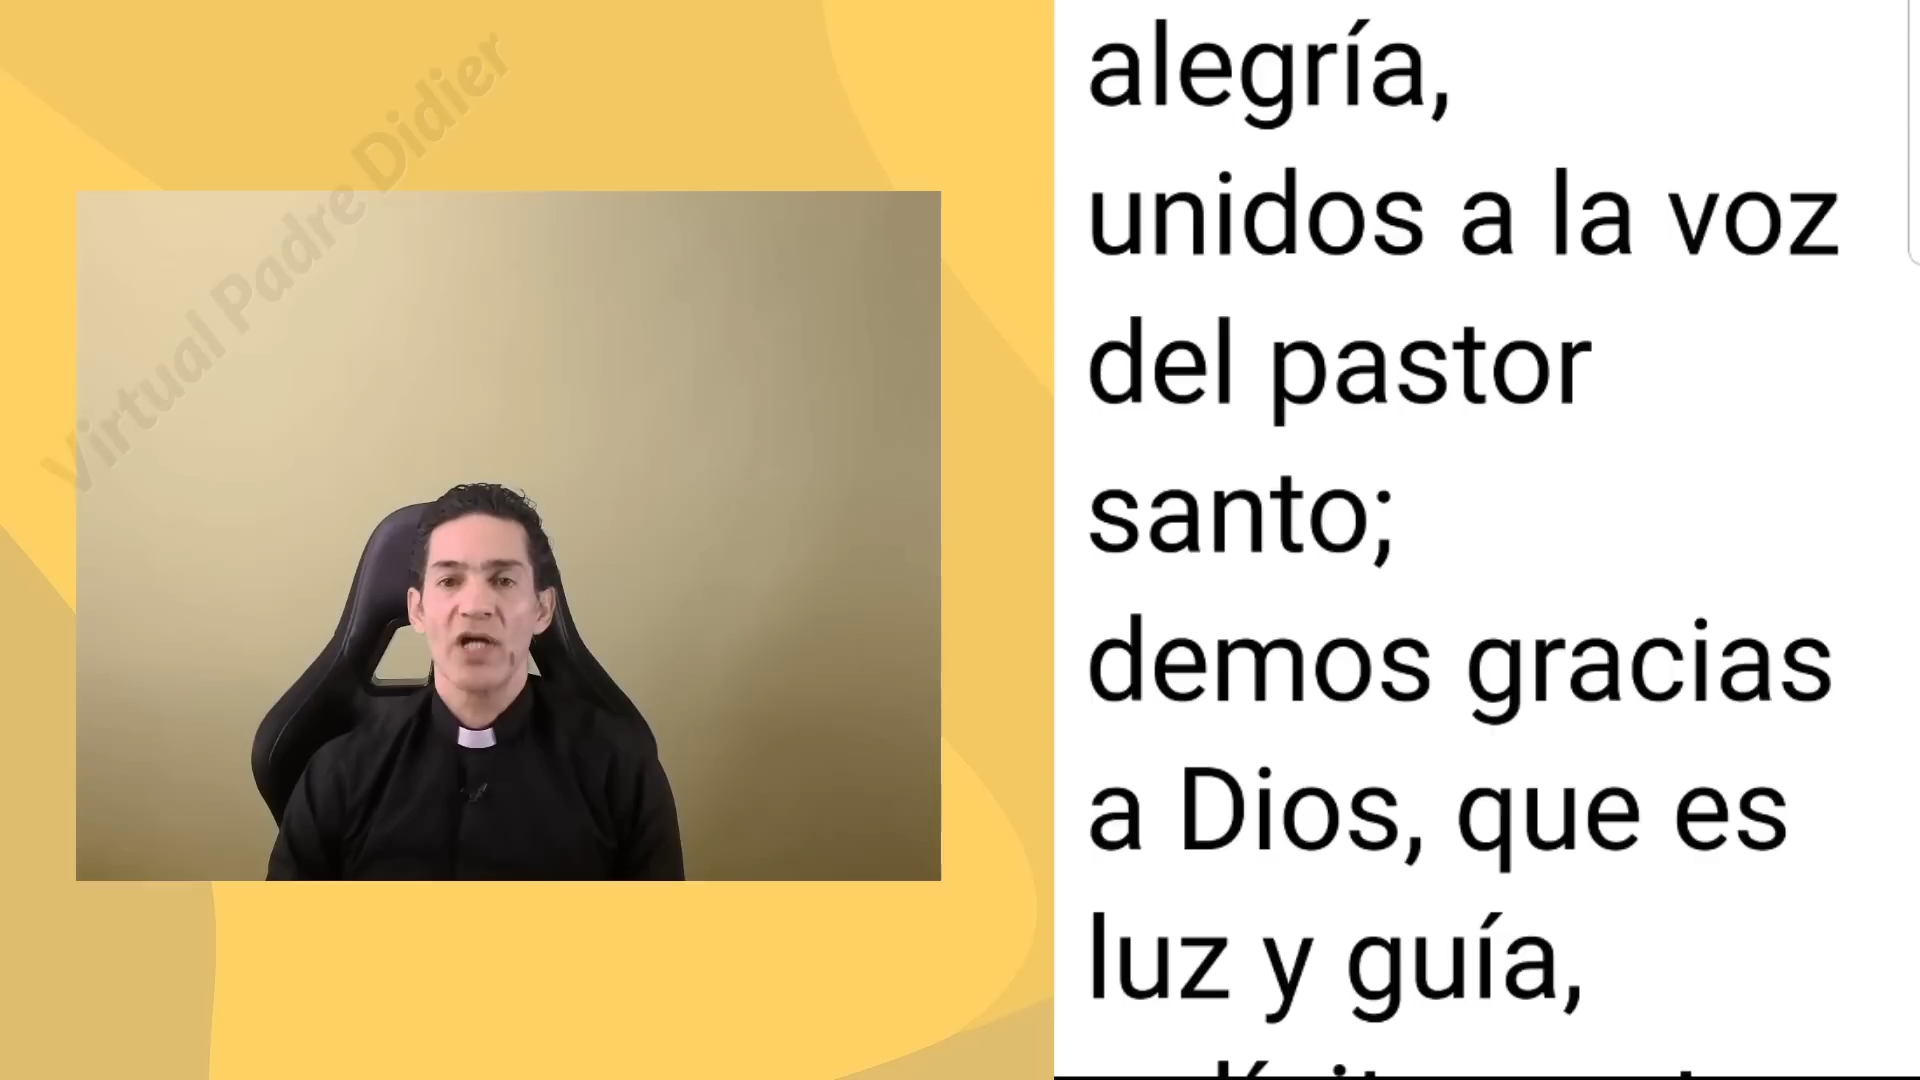 Virtual Padre Didier
alegría,
unidos a la voz
del pastor
santo;
demos gracias
a Dios, que es
luz y guía,